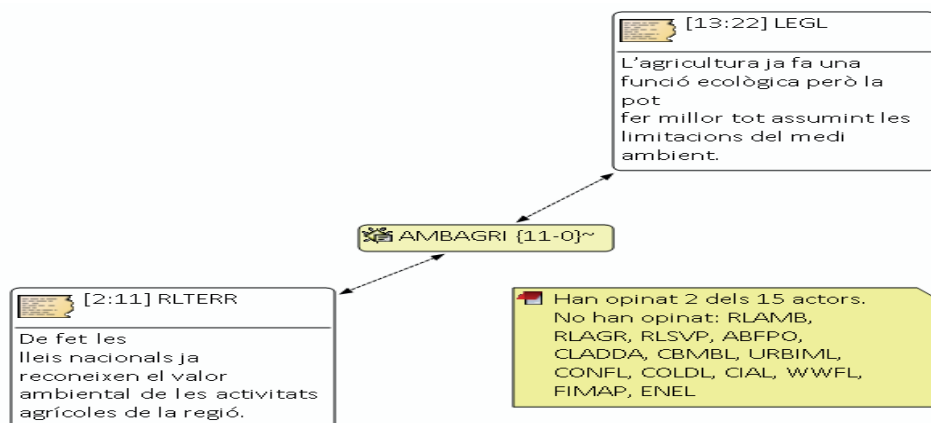 [13:22] LEGL
L'agricultura ja fa una
funció ecològica però la
pot
fer millor tot assumint les
limitacions del medi
ambient.
AMBAGRI {11-0}~
[2:11] RLTERR
De fet les
lleis nacionals ja
reconeixen el valor
ambiental de les activitats
agrícoles de la regió.
Han opinat 2 dels 15 actors.
No han opinat: RLAMB,
RLAGR, RLSVP, ABFPO,
CLADDA, CBMBL, URBIML,
CONFL, COLDL, CIAL, WWFL,
FIMAP, ENEL